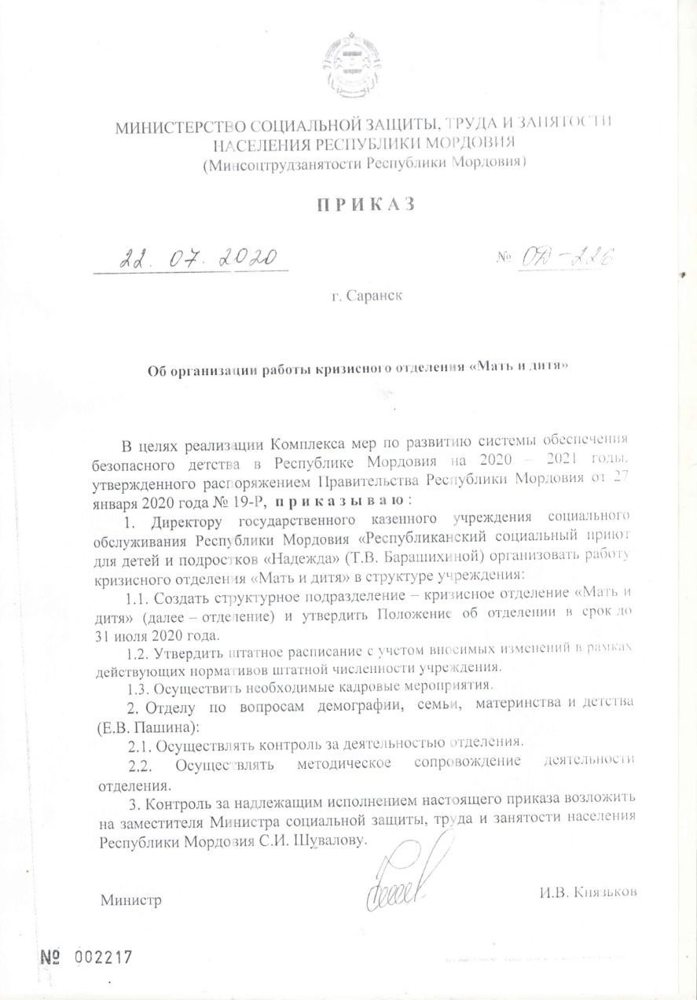 МИНИСТЕРСТВО СОЦИАЛЬНОЙ ЗАЩИТЫ, ТРУДА И ЗАНЯТОСТИ
НАСЕЛЕНИЯ РЕСПУБЛИКИ МОРДОВИЯ
(Минсоцтрудзанятости Республики Мордовия)
П Р И К А З
22. 07. 2020
№ ОД-226
г. Саранск
Об организации работы кризисного отделения «Мать и дитя»
В целях реализации Комплекса мер по развитию системы обеспечения
безопасного детства в Республике Мордовия на 2020 – 2021 годы,
утвержденного распоряжением Правительства Республики Мордовия от 27
января 2020 года № 19-Р, п р и к а з ы в а ю :
1. Директору государственного казенного учреждения социального
обслуживания Республики Мордовия «Республиканский социальный приют
для детей и подростков «Надежда» (Т.В. Барашихиной) организовать работу
кризисного отделения «Мать и дитя» в структуре учреждения:
1.1. Создать структурное подразделение – кризисное отделение «Мать и
дитя» (далее – отделение) и утвердить Положение об отделении в срок до
31 июля 2020 года.
1.2. Утвердить штатное расписание с учетом вносимых изменений в рамках
действующих нормативов штатной численности учреждения.
1.3. Осуществить необходимые кадровые мероприятия.
2. Отделу по вопросам демографии, семьи, материнства и детства
(Е.В. Пашина):
2.1. Осуществлять контроль за деятельностью отделения.
2.2. Осуществлять методическое сопровождение деятельности
отделения.
3. Контроль за надлежащим исполнением настоящего приказа возложить
на заместителя Министра социальной защиты, труда и занятости населения
Республики Мордовия С.И. Шувалову.
Министр
И.В. Князьков
№ 002217